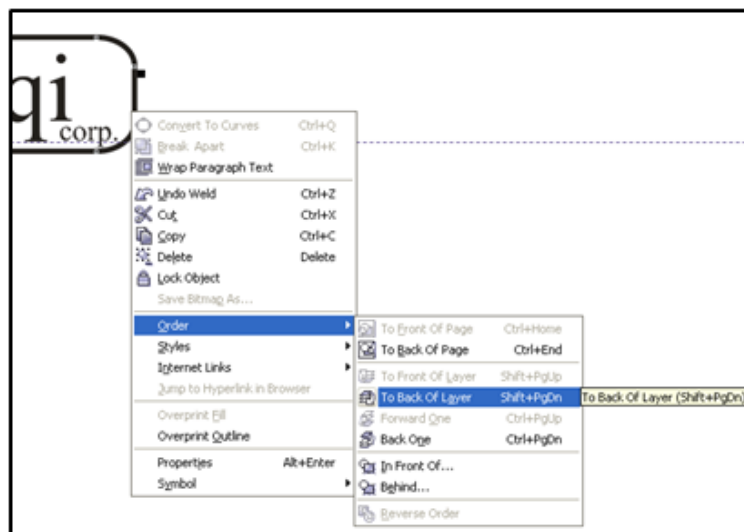 qi
corp.
Convert To Curves Ctrl+Q
Break Apart Ctrl+K
Wrap Paragraph Text
Undo Weld Ctrl+Z
Cut Ctrl+X
Copy Ctrl+C
Delete Delete
Lock Object
Save Bitmap As...
Order
Styles
Internet Links
Jump to Hyperlink in Browser
Overprint Fill
Overprint Outline
Properties Alt+Enter
Symbol
To Front Of Page Ctrl+Home
To Back Of Page Ctrl+End
To Front Of Layer Shift+PgUp
To Back Of Layer Shift+PgDn
To Back Of Layer (Shift+PgDn)
Forward One Ctrl+PgUp
Back One Ctrl+PgDn
In Front Of...
Behind...
Reverse Order